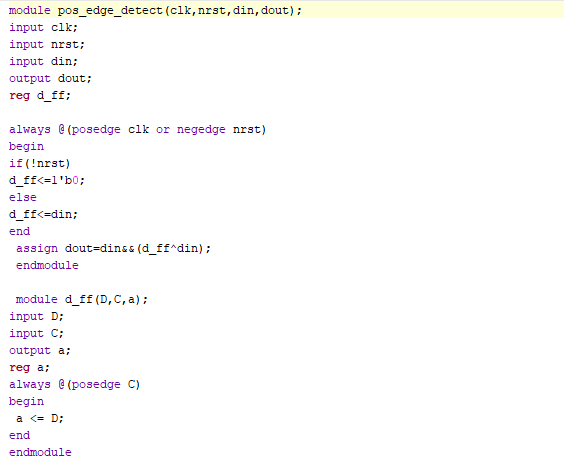 module pos_edge_detect(clk,nrst,din,dout);
input clk;
input nrst;
input din;
output dout;
reg d_ff;
always @(posedge clk or negedge nrst)
begin
if(!nrst)
d_ff<=1'b0;
else
d_ff<=din;
end
assign dout=din&&(d_ff^din);
endmodule
module d_ff(D,C,a);
input D;
input C;
output a;
reg a;
always @(posedge C)
begin
a <= D;
end
endmodule